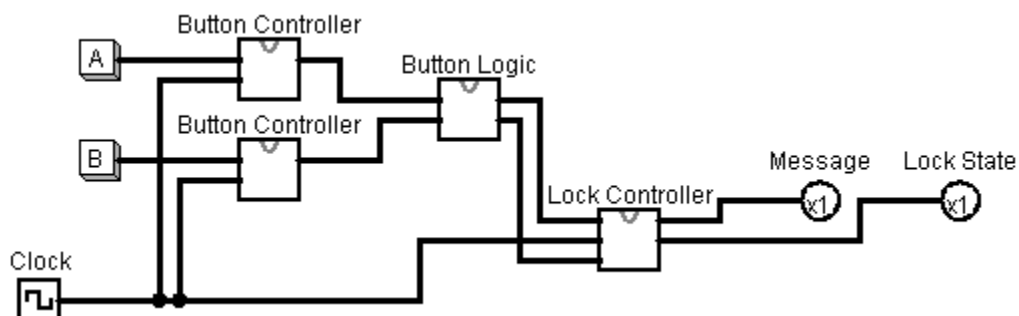 Button Controller
A
Button Logic
Button Controller
B
Message
Lock State
Lock Controller
x1
x1
Clock